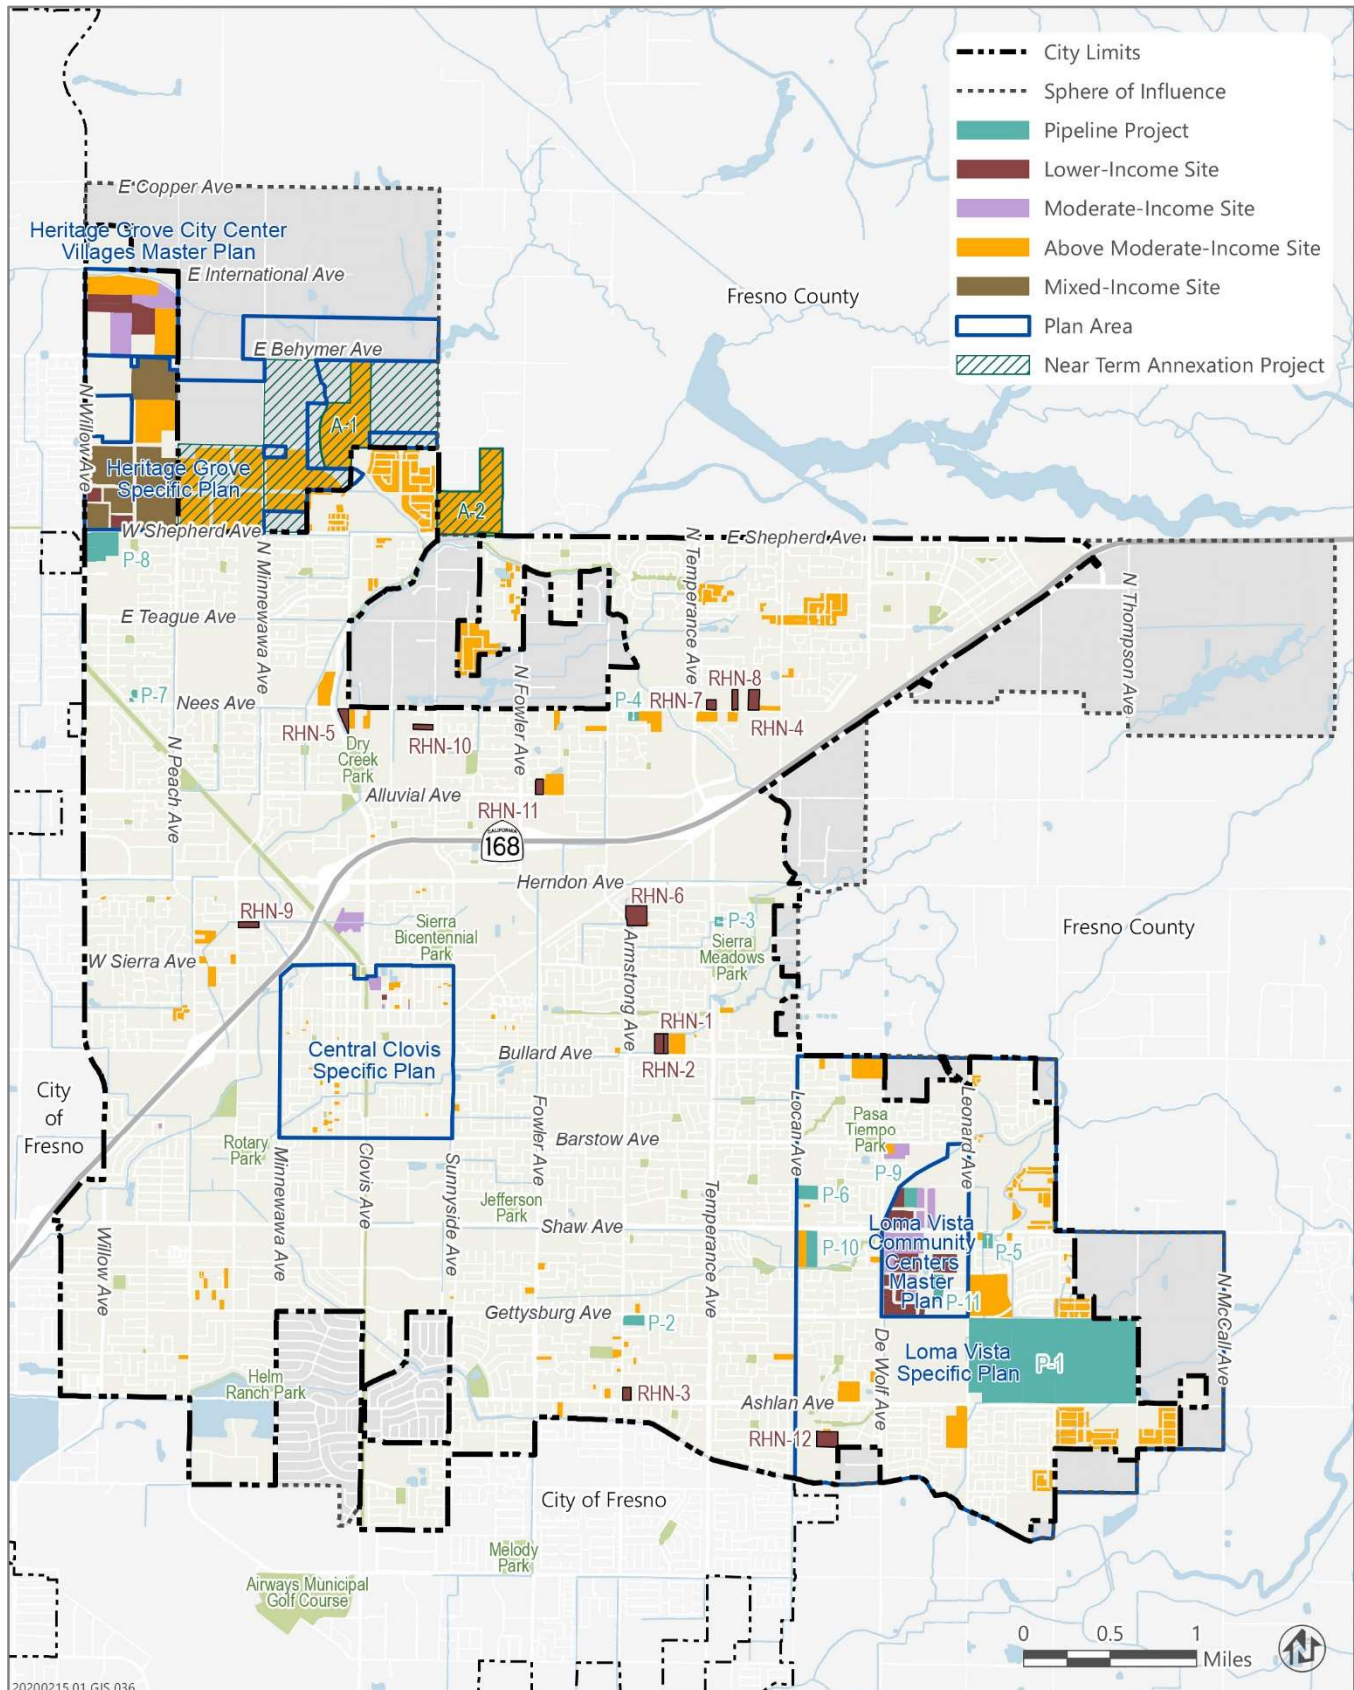 City Limits
Sphere of Influence
Pipeline Project
Lower-Income Site
Moderate-Income Site
Above Moderate-Income Site
Mixed-Income Site
Plan Area
Near Term Annexation Project
E Copper Ave
Heritage Grove City Center
Villages Master Plan
E International Ave
Fresno County
E Behymer Ave
N Willow Ave
A-1
Heritage Grove
Specific Plan
A-2
W Shepherd Ave
E Shepherd Ave
P-8
N Minnewawa Ave
N Temperance Ave
N Thompson Ave
E Teague Ave
P-7
Nees Ave
N Peach Ave
N Fowler Ave
P-4
RHN-7
RHN-8
RHN-4
RHN-5
RHN-10
Dry
Creek
Park
Alluvial Ave
RHN-11
CALIFORNIA
168
Herndon Ave
RHN-6
RHN-9
P-3
Sierra
Bicentennial
Park
Armstrong Ave
Sierra
Meadows
Park
Fresno County
W Sierra Ave
RHN-1
Central Clovis
Specific Plan
Bullard Ave
RHN-2
City
of
Fresno
Locan Ave
Leonard Ave
Pasa
Tiempo
Park
Rotary
Park
Minnewawa Ave
Clovis Ave
Sunnyside Ave
Fowler Ave
Barstow Ave
P-9
Temperance Ave
P-6
Jefferson
Park
Shaw Ave
Willow Ave
P-10
Loma Vista
Community
Centers
Master
Plan
P-5
P-11
N McCall Ave
Gettysburg Ave
P-2
De Wolf Ave
Loma Vista
Specific Plan
P-1
Helm
Ranch Park
RHN-3
Ashlan Ave
RHN-12
City of Fresno
Melody
Park
Airways Municipal
Golf Course
0 0.5 1
Miles
N
20200215.01 GIS 036